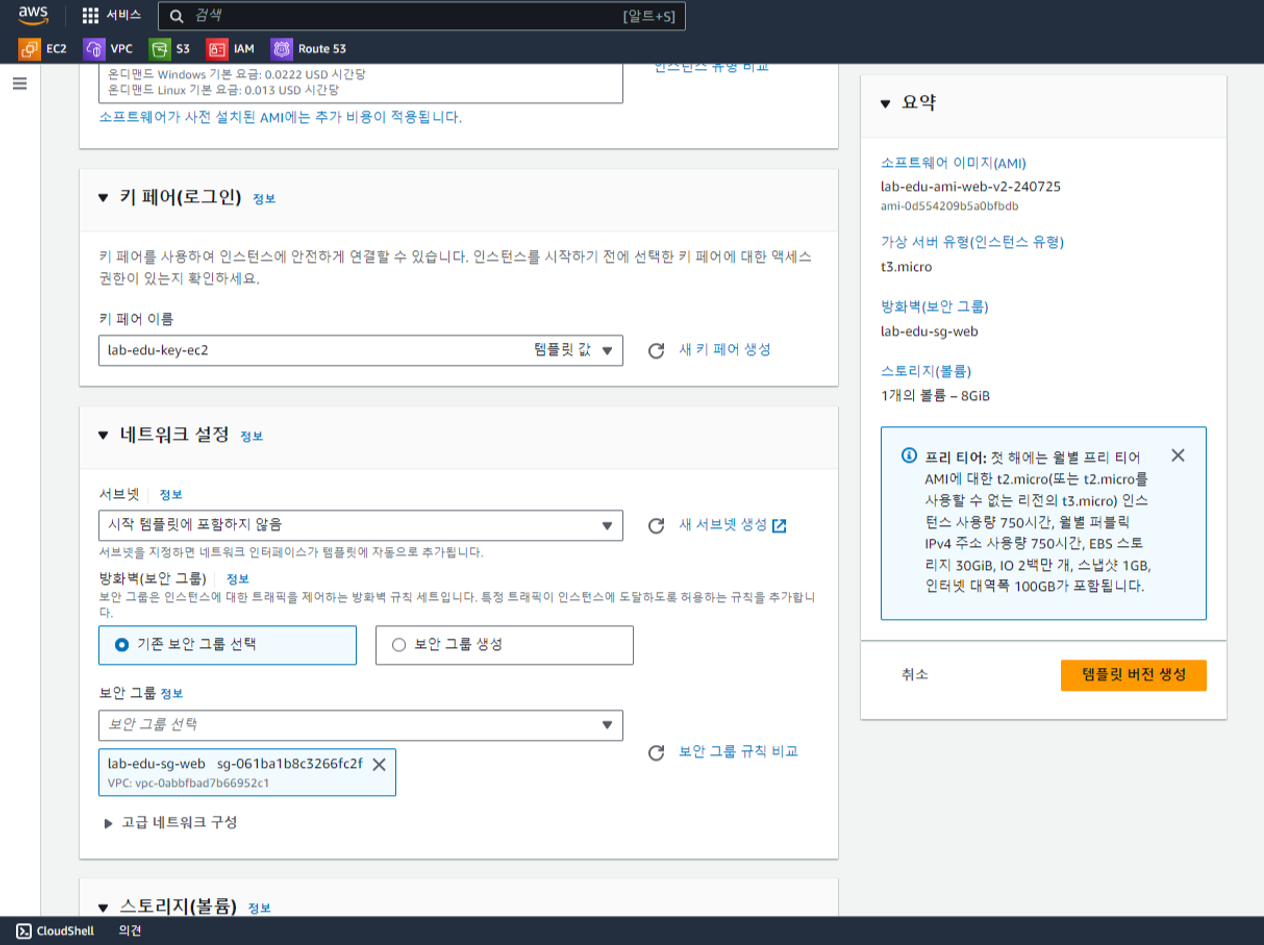 aws
서비스
검색
[알트+S]
EC2
VPC
S3
IAM
Route 53
온디맨드 Windows 기본 요금: 0.0222 USD 시간당
온디맨드 Linux 기본 요금: 0.013 USD 시간당
인스턴스 유형 비교
소프트웨어가 사전 설치된 AMI에는 추가 비용이 적용됩니다.
키 페어(로그인) 정보
키 페어를 사용하여 인스턴스에 안전하게 연결할 수 있습니다. 인스턴스를 시작하기 전에 선택한 키 페어에 대한 액세스
권한이 있는지 확인하세요.
키 페어 이름
lab-edu-key-ec2
템플릿 값
새 키 페어 생성
네트워크 설정 정보
서브넷
정보
시작 템플릿에 포함하지 않음
새 서브넷 생성
서브넷을 지정하면 네트워크 인터페이스가 템플릿에 자동으로 추가됩니다.
방화벽(보안 그룹)
정보
보안 그룹은 인스턴스에 대한 트래픽을 제어하는 방화벽 규칙 세트입니다. 특정 트래픽이 인스턴스에 도달하도록 허용하는 규칙을 추가합니
다.
기존 보안 그룹 선택
보안 그룹 생성
보안 그룹 정보
보안 그룹 선택
lab-edu-sg-web sg-061ba1b8c3266fc2f
VPC: vpc-0abbfbad7b66952c1
보안 그룹 규칙 비교
고급 네트워크 구성
스토리지(볼륨) 정보
요약
소프트웨어 이미지(AMI)
lab-edu-ami-web-v2-240725
ami-0d554209b5a0bfbdb
가상 서버 유형(인스턴스 유형)
t3.micro
방화벽(보안 그룹)
lab-edu-sg-web
스토리지(볼륨)
1개의 볼륨 – 8GiB
프리 티어: 첫 해에는 월별 프리 티어
AMI에 대한 t2.micro(또는 t2.micro를
사용할 수 없는 리전의 t3.micro) 인스
턴스 사용량 750시간, 월별 퍼블릭
IPv4 주소 사용량 750시간, EBS 스토
리지 30GiB, IO 2백만 개, 스냅샷 1GB,
인터넷 대역폭 100GB가 포함됩니다.
취소
템플릿 버전 생성
CloudShell
의견